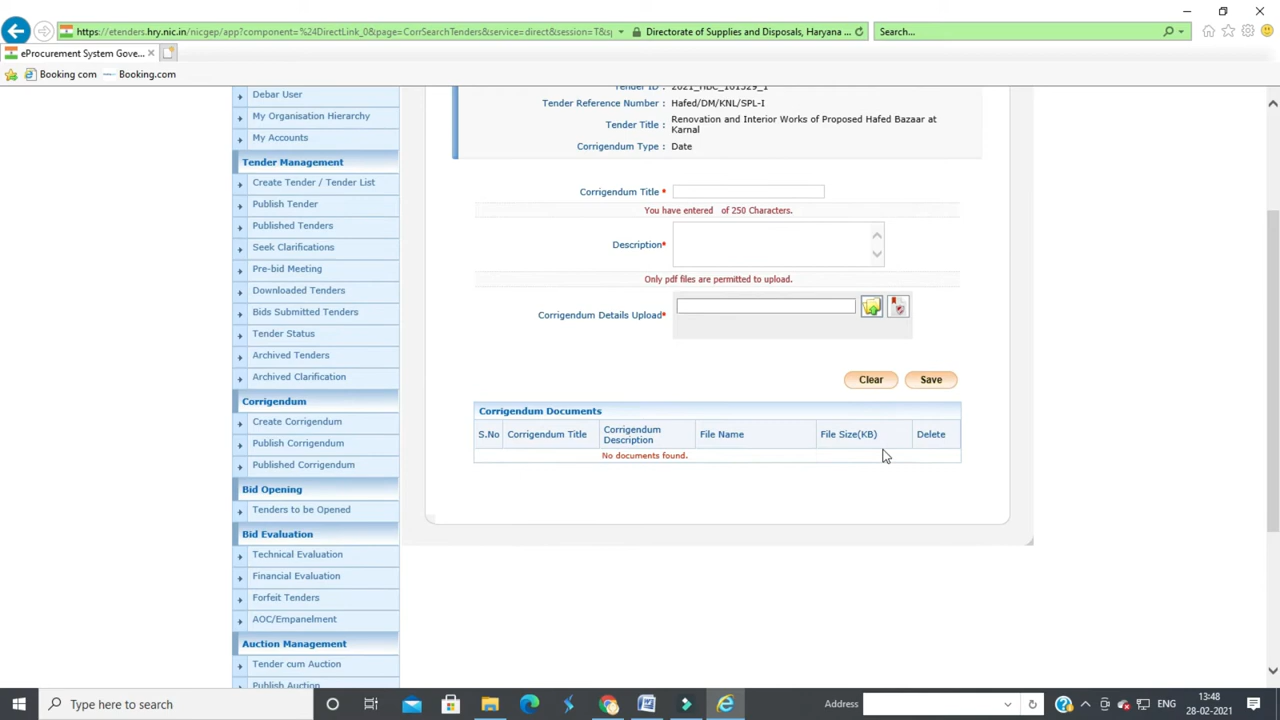 https://etenders.hry.nic.in/nicgep/app?component=%24DirectLink_0&page=CorrSearchTenders&service=direct&session=T&s
Directorate of Supplies and Disposals, Haryana ...
Search...
eProcurement System Gove...
Booking com
Booking.com
Debar User
My Organisation Hierarchy
My Accounts
Tender Management
Create Tender / Tender List
Publish Tender
Published Tenders
Seek Clarifications
Pre-bid Meeting
Downloaded Tenders
Bids Submitted Tenders
Tender Status
Archived Tenders
Archived Clarification
Corrigendum
Create Corrigendum
Publish Corrigendum
Published Corrigendum
Bid Opening
Tenders to be Opened
Bid Evaluation
Technical Evaluation
Financial Evaluation
Forfeit Tenders
AOC/Empanelment
Auction Management
Tender cum Auction
Publish Auction
Tender ID :
Tender Reference Number : Hafed/DM/KNL/SPL-I
Tender Title : Renovation and Interior Works of Proposed Hafed Bazaar at
Karnal
Corrigendum Type : Date
Corrigendum Title *
You have entered of 250 Characters.
Description*
Only pdf files are permitted to upload.
Corrigendum Details Upload*
Clear Save
Corrigendum Documents
S.No Corrigendum Title Corrigendum Description File Name File Size(KB) Delete
No documents found.
Type here to search
Address
ENG
13:48
28-02-2021